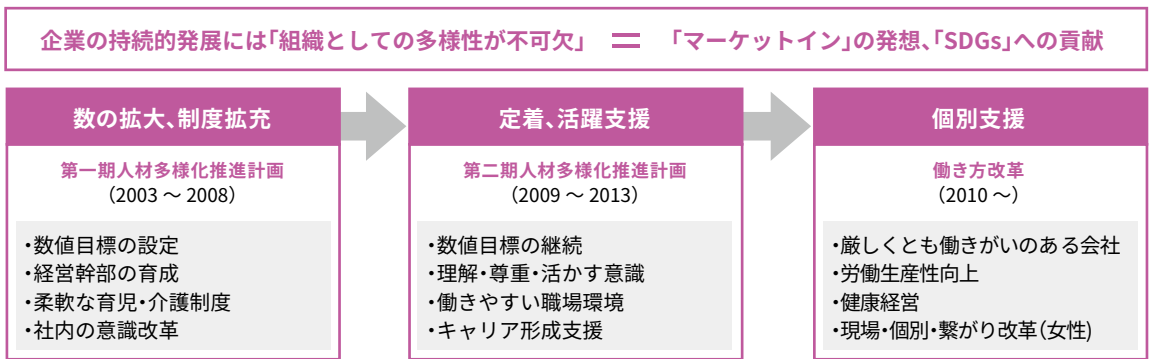 企業の持続的発展には「組織としての多様性が不可欠」 = 「マーケットイン」の発想、「SDGs」への貢献
数の拡大、制度拡充
第一期人材多様化推進計画
(2003 〜 2008)
・数値目標の設定
・経営幹部の育成
・柔軟な育児・介護制度
・社内の意識改革
定着、活躍支援
第二期人材多様化推進計画
(2009 〜 2013)
・数値目標の継続
・理解・尊重・活かす意識
・働きやすい職場環境
・キャリア形成支援
個別支援
働き方改革
(2010 〜)
・厳しくとも働きがいのある会社
・労働生産性向上
・健康経営
・現場・個別・繋がり改革(女性)